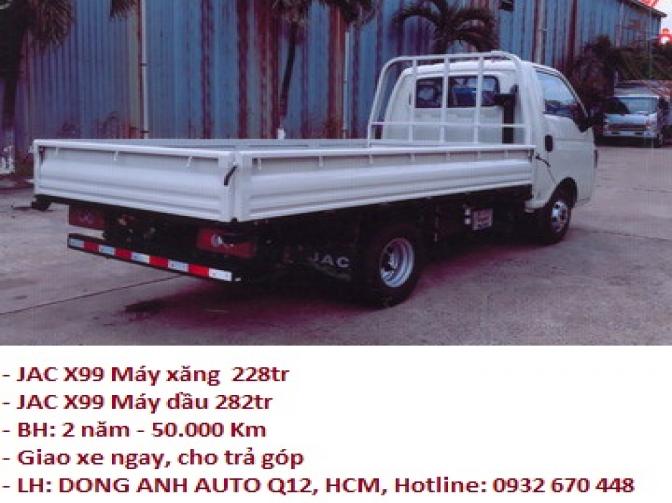 JAC
- JAC X99 Máy xăng 228tr
- JAC X99 Máy dầu 282tr
- BH: 2 năm - 50.000 Km
- Giao xe ngay, cho trả góp
- LH: DONG ANH AUTO Q12, HCM, Hotline: 0932 670 448